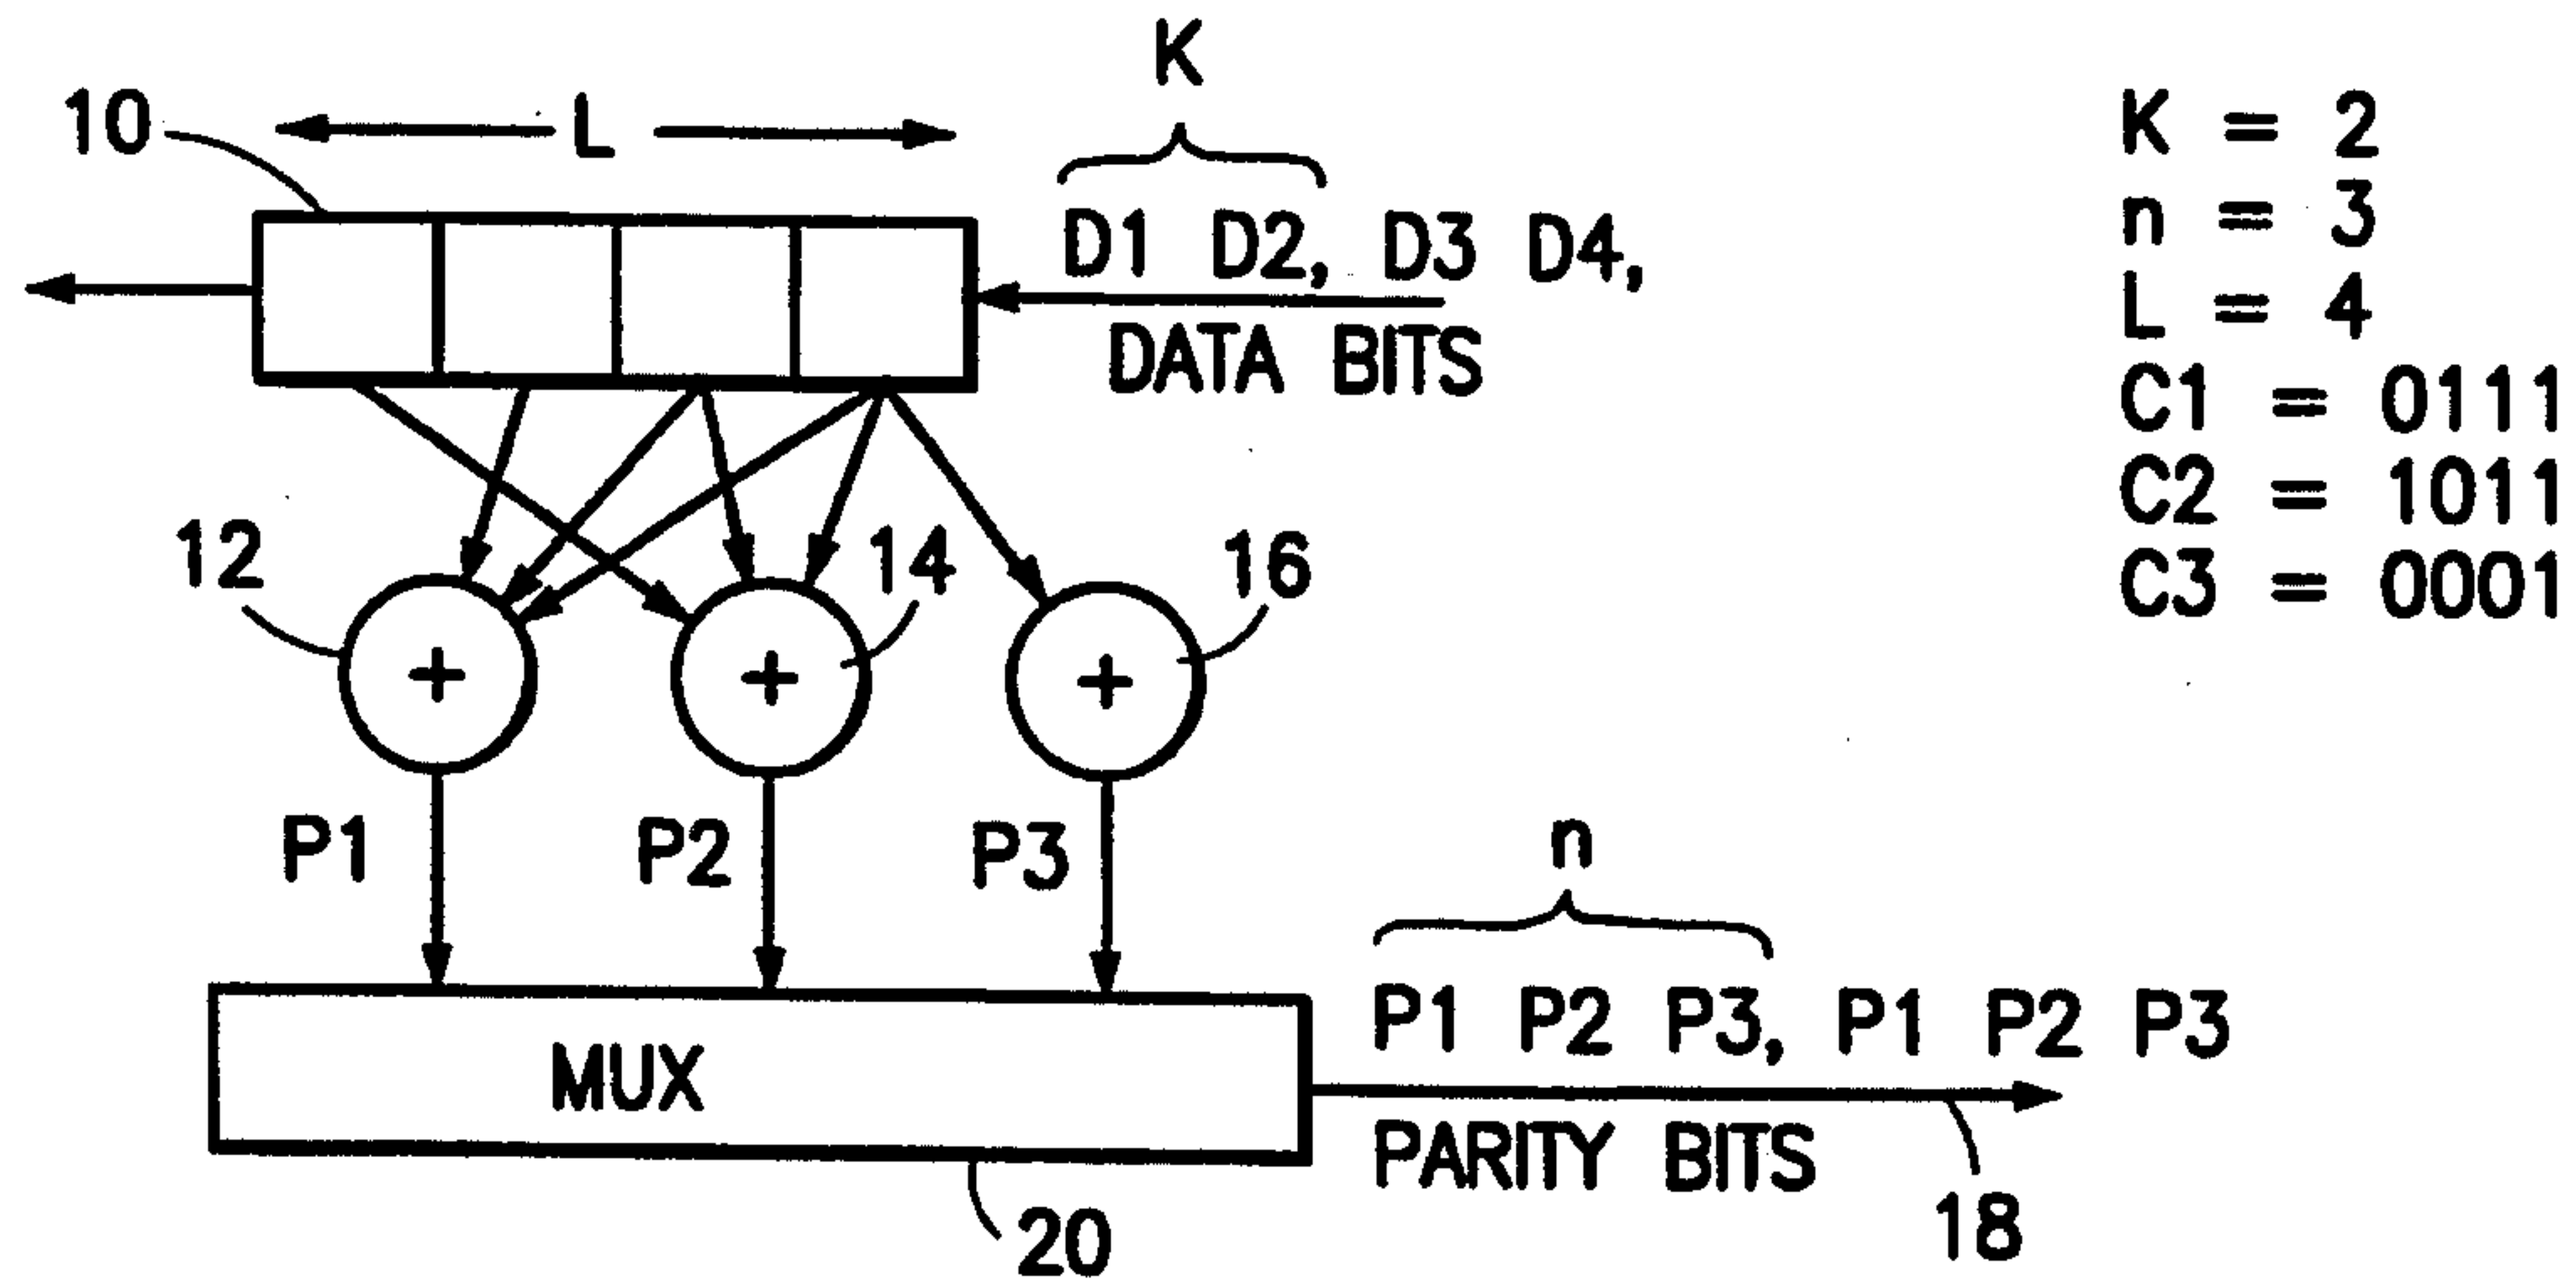 K
10
L
D1 D2, D3 D4,
DATA BITS
K = 2
n = 3
L = 4
C1 = 0111
C2 = 1011
C3 = 0001
12
14
16
+
+
+
P1
P2
P3
n
MUX
P1 P2 P3, P1 P2 P3
PARITY BITS
18
20